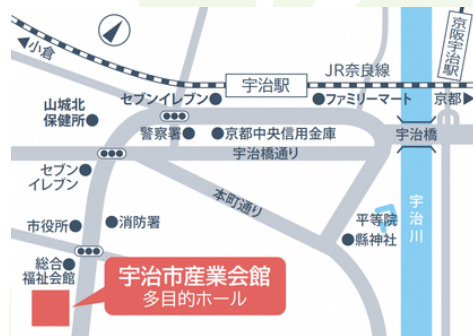 小倉
京阪宇治駅
JR奈良線
宇治駅
セブンイレブン
ファミリーマート
京都
山城北
保健所
警察署
京都中央信用金庫
宇治橋
宇治橋通り
セブン
イレブン
本町通り
宇治川
平等院
縣神社
市役所
消防署
総合
福祉会館
宇治市産業会館
多目的ホール